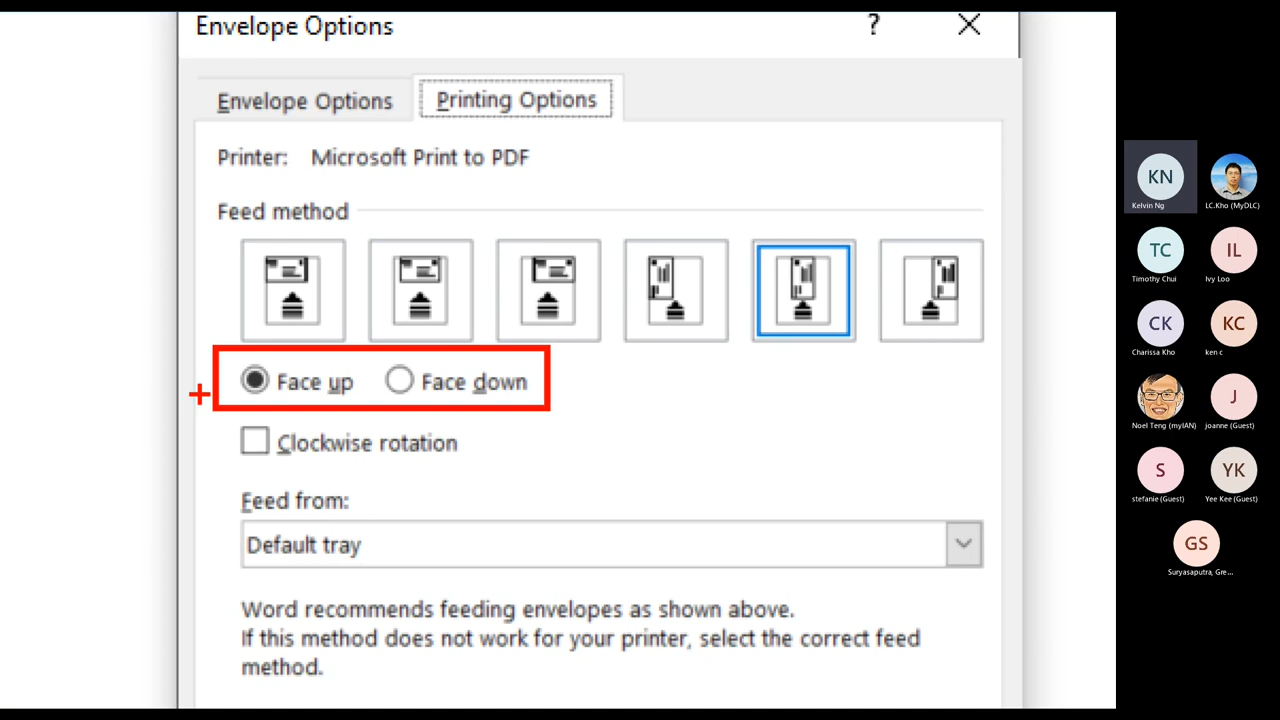 Envelope Options
?
Envelope Options
Printing Options
Printer: Microsoft Print to PDF
Feed method
Face up
Face down
Clockwise rotation
Feed from:
Default tray
Word recommends feeding envelopes as shown above.
If this method does not work for your printer, select the correct feed
method.
KN
Kelvin Ng
LC.Kho (MyDLC)
TC
Timothy Chui
IL
Ivy Loo
CK
Charissa Kho
KC
ken c
Noel Teng (myIAN)
J
joanne (Guest)
S
stefanie (Guest)
YK
Yee Kee (Guest)
GS
Suryasaputra, Gre...